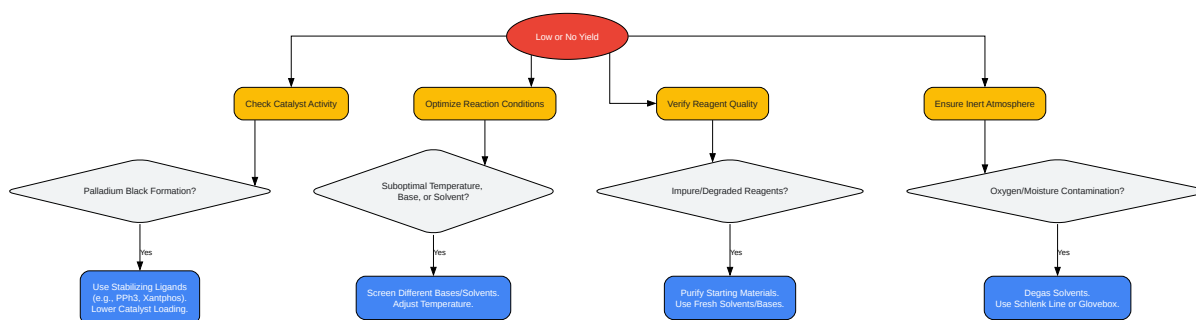 Low or No Yield
Check Catalyst Activity
Optimize Reaction Conditions
Verify Reagent Quality
Ensure Inert Atmosphere
Palladium Black Formation?
Suboptimal Temperature,
Base, or Solvent?
Impure/Degraded Reagents?
Oxygen/Moisture Contamination?
Yes
Yes
Yes
Yes
Use Stabilizing Ligands
(e.g., PPh3, Xantphos).
Lower Catalyst Loading.
Screen Different Bases/Solvents.
Adjust Temperature.
Purify Starting Materials.
Use Fresh Solvents/Bases.
Degas Solvents.
Use Schlenk Line or Glovebox.